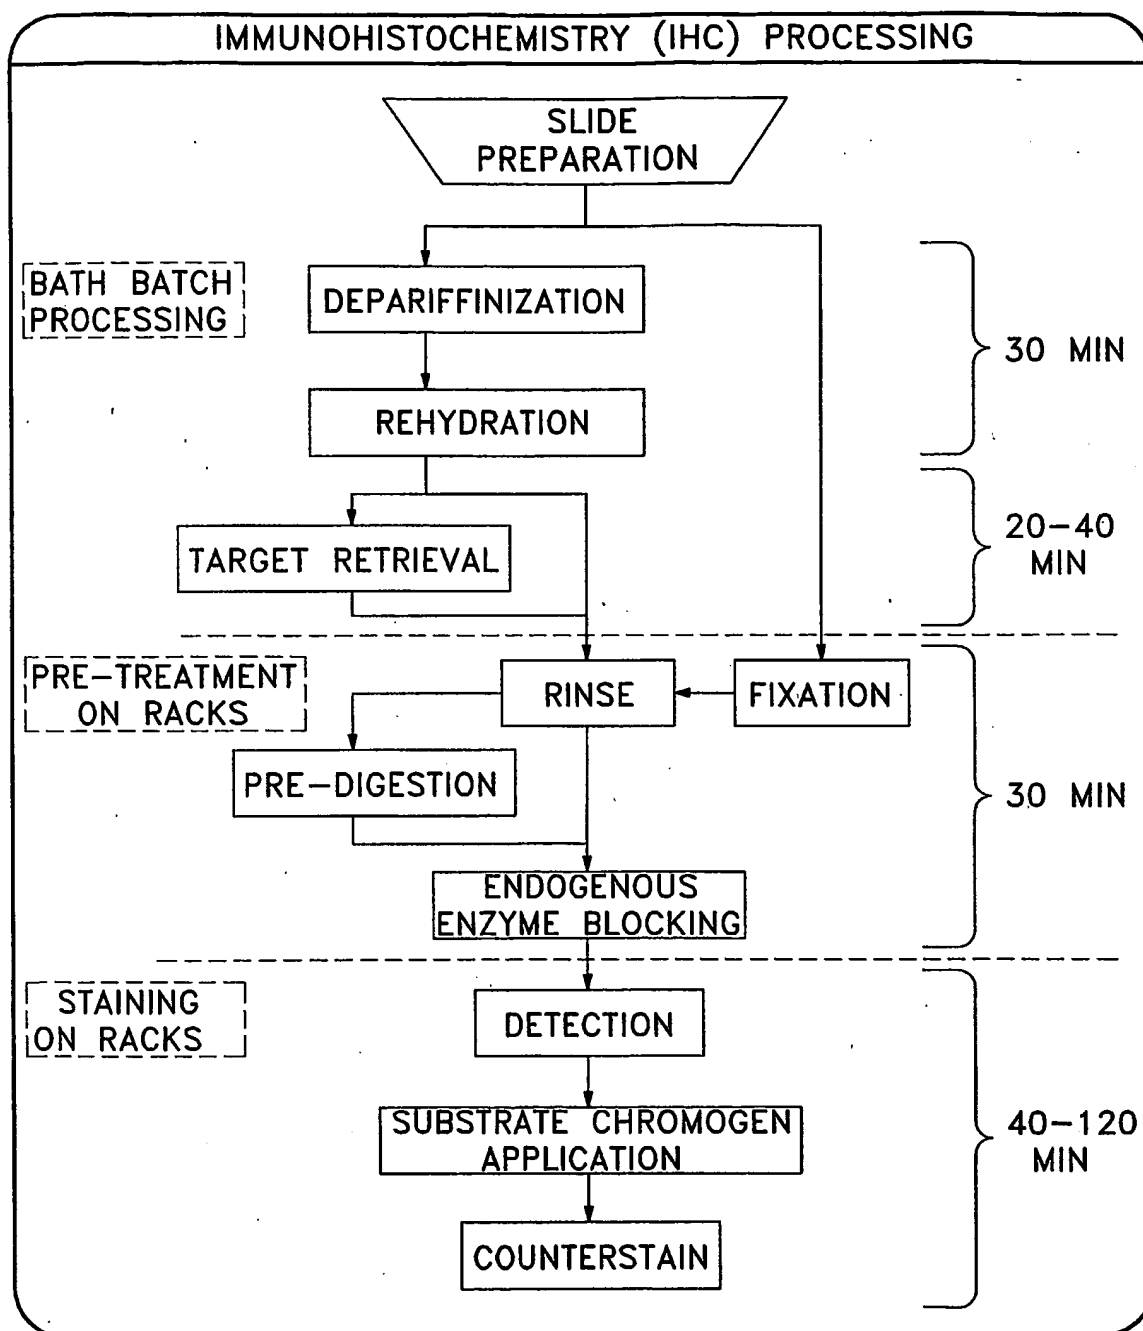 IMMUNOHISTOCHEMISTRY (IHC) PROCESSING
SLIDE
PREPARATION
BATH BATCH
PROCESSING
DEPARIFFINIZATION
30 MIN
REHYDRATION
TARGET RETRIEVAL
20-40
MIN
PRE-TREATMENT
ON RACKS
RINSE
FIXATION
PRE-DIGESTION
30 MIN
ENDOGENOUS
ENZYME BLOCKING
STAINING
ON RACKS
DETECTION
SUBSTRATE CHROMOGEN
APPLICATION
40-120
MIN
COUNTERSTAIN